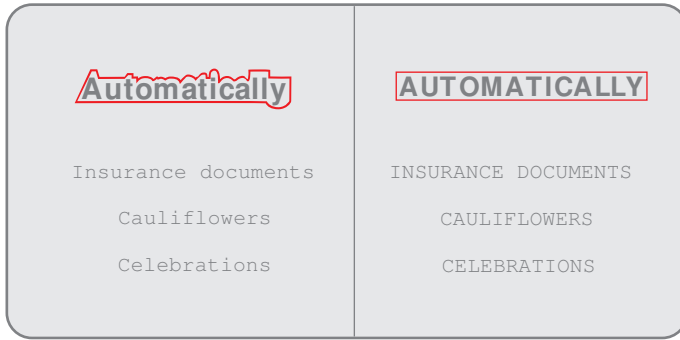 Automatically
Insurance documents
Cauliflowers
Celebrations
AUTOMATICALLY
INSURANCE DOCUMENTS
CAULIFLOWERS
CELEBRATIONS